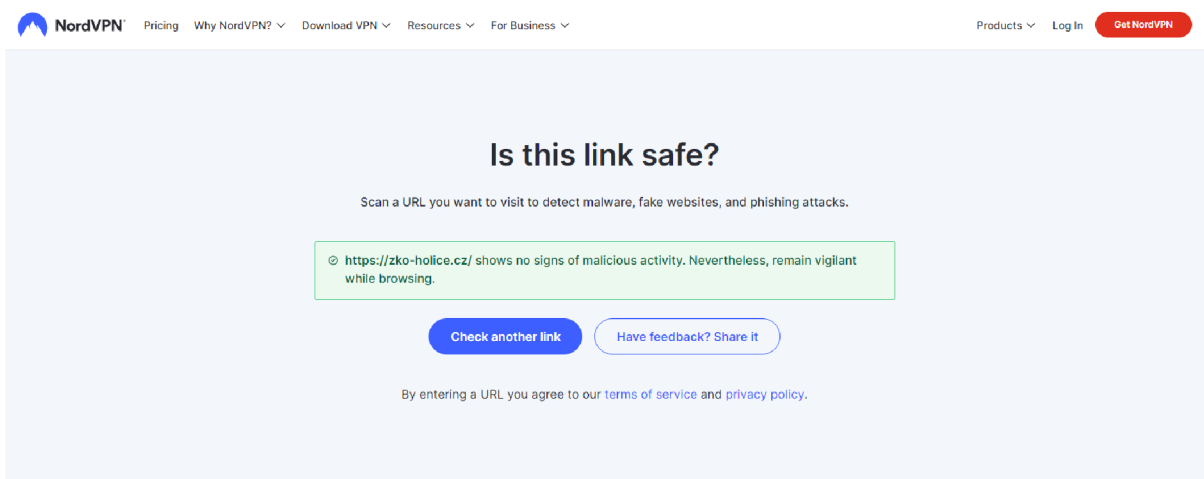 NordVPN® Pricing Why NordVPN? Download VPN Resources For Business Products Log In Get NordVPN
Is this link safe?
Scan a URL you want to visit to detect malware, fake websites, and phishing attacks.
https://zko-holice.cz/ shows no signs of malicious activity. Nevertheless, remain vigilant
while browsing.
Check another link Have feedback? Share it
By entering a URL you agree to our terms of service and privacy policy.